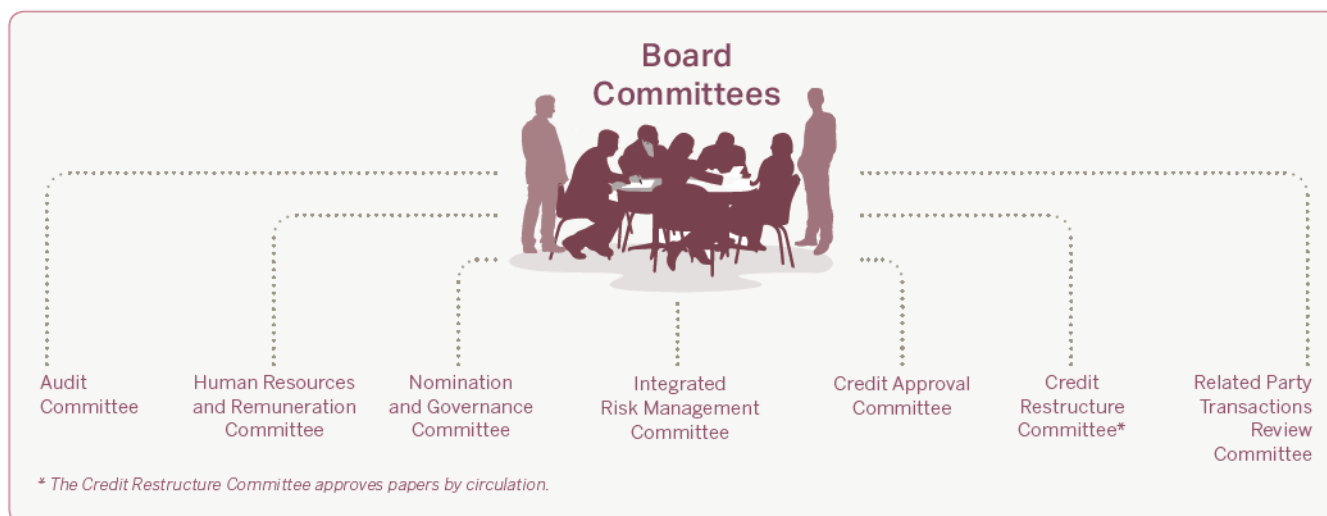 Board
Committees
Audit
Committee
Human Resources
and Remuneration
Committee
Nomination
and Governance
Committee
Integrated
Risk Management
Committee
Credit Approval
Committee
Credit
Restructure
Committee*
Related Party
Transactions
Review
Committee
* The Credit Restructure Committee approves papers by circulation.